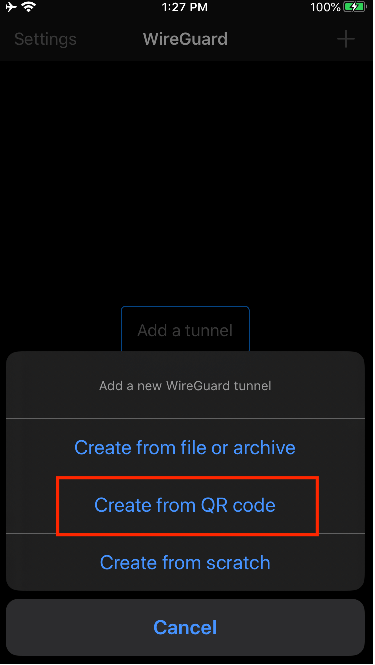 1:27 PM 100%
Settings WireGuard +
Add a tunnel
Add a new WireGuard tunnel
Create from file or archive
Create from QR code
Create from scratch
Cancel